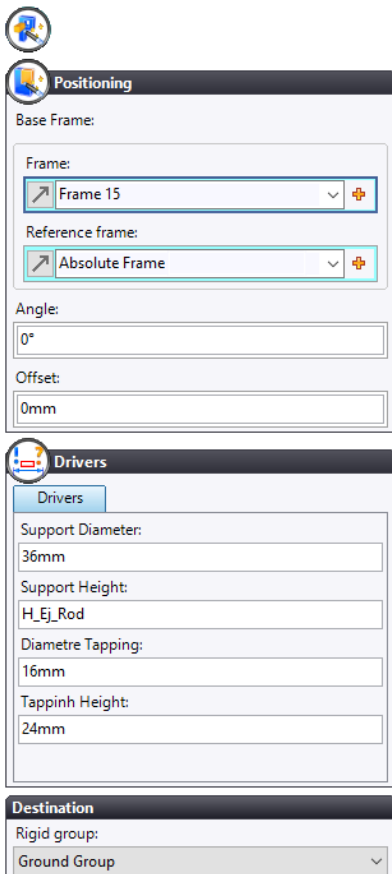 Positioning
Base Frame:
Frame:
Frame 15
Reference frame:
Absolute Frame
Angle:
0°
Offset:
0mm
Drivers
Drivers
Support Diameter:
36mm
Support Height:
H_Ej_Rod
Diametre Tapping:
16mm
Tappinh Height:
24mm
Destination
Rigid group:
Ground Group